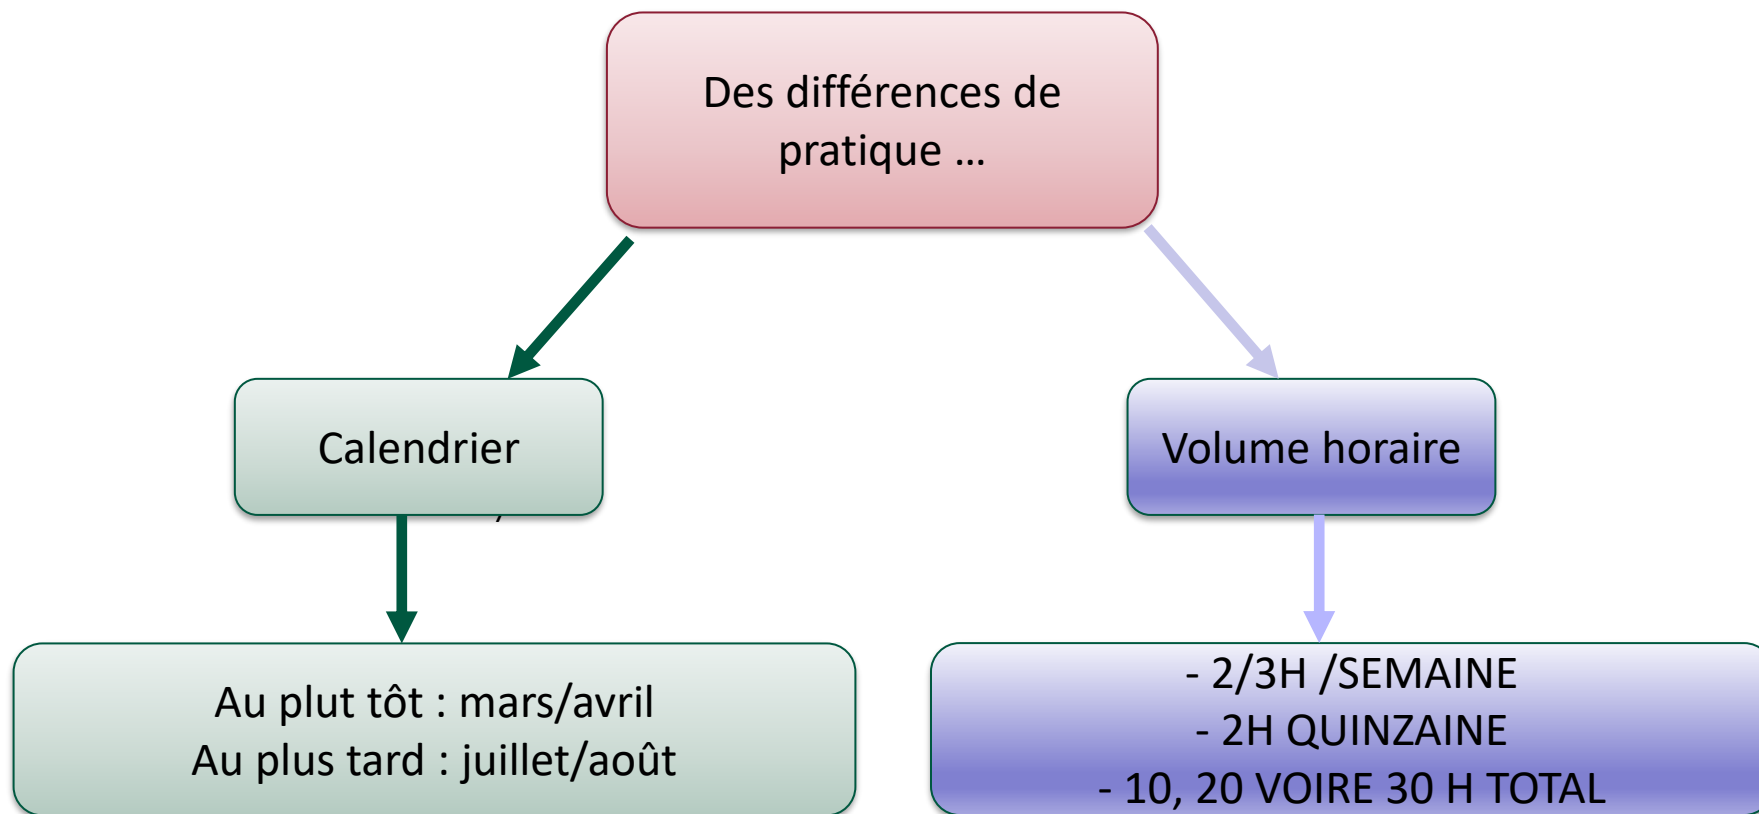 Des différences de
pratique ...
Calendrier
Volume horaire
Au plut tôt : mars/avril
Au plus tard : juillet/août
- 2/3H /SEMAINE
- 2H QUINZAINE
- 10, 20 VOIRE 30 H TOTAL